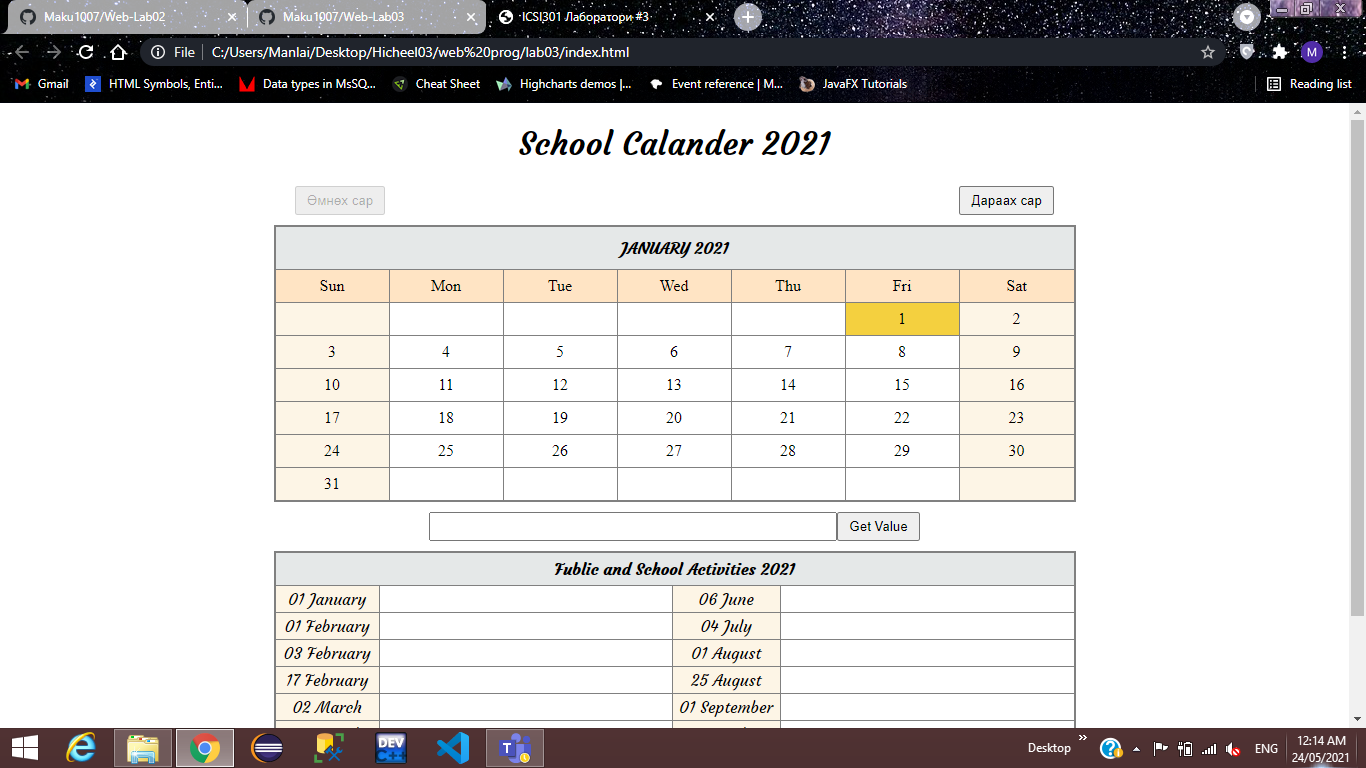 Maku1007/Web-Lab02
Maku1007/Web-Lab03
ICSI301 Лаборатори #3
File
C:/Users/Manlai/Desktop/Hicheel03/web%20prog/lab03/index.html
M
Gmail
HTML Symbols, Enti...
Data types in MsSQ...
Cheat Sheet
Highcharts demos |...
Event reference | M...
JavaFX Tutorials
Reading list
School Calander 2021
Өмнөх сар
Дараах сар
JANUARY 2021
Sun Mon Tue Wed Thu Fri Sat
1 2
3 4 5 6 7 8 9
10 11 12 13 14 15 16
17 18 19 20 21 22 23
24 25 26 27 28 29 30
31
Get Value
Fublic and School Activities 2021
01 January 06 June
01 February 04 July
03 February 01 August
17 February 25 August
02 March 01 September
DEV
C++
Desktop
ENG
12:14 AM
24/05/2021